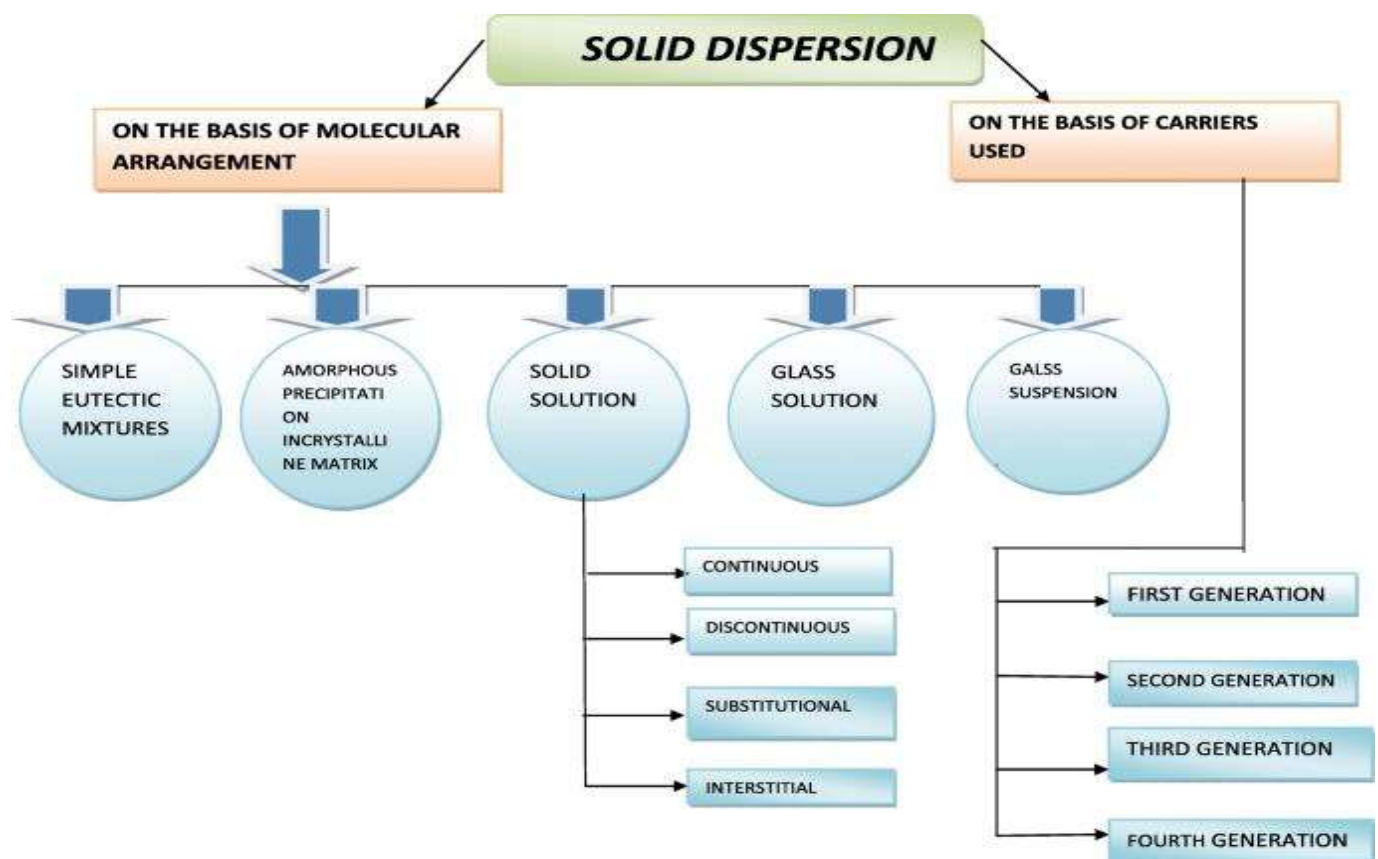 SOLID DISPERSION
ON THE BASIS OF MOLECULAR
ARRANGEMENT
ON THE BASIS OF CARRIERS
USED
SIMPLE
EUTECTIC
MIXTURES
AMORPHOUS
PRECIPITATI
ON
INCRYSTALLI
NE MATRIX
SOLID
SOLUTION
GLASS
SOLUTION
GALSS
SUSPENSION
CONTINUOUS
DISCONTINUOUS
SUBSTITUTIONAL
INTERSTITIAL
FIRST GENERATION
SECOND GENERATION
THIRD GENERATION
FOURTH GENERATION